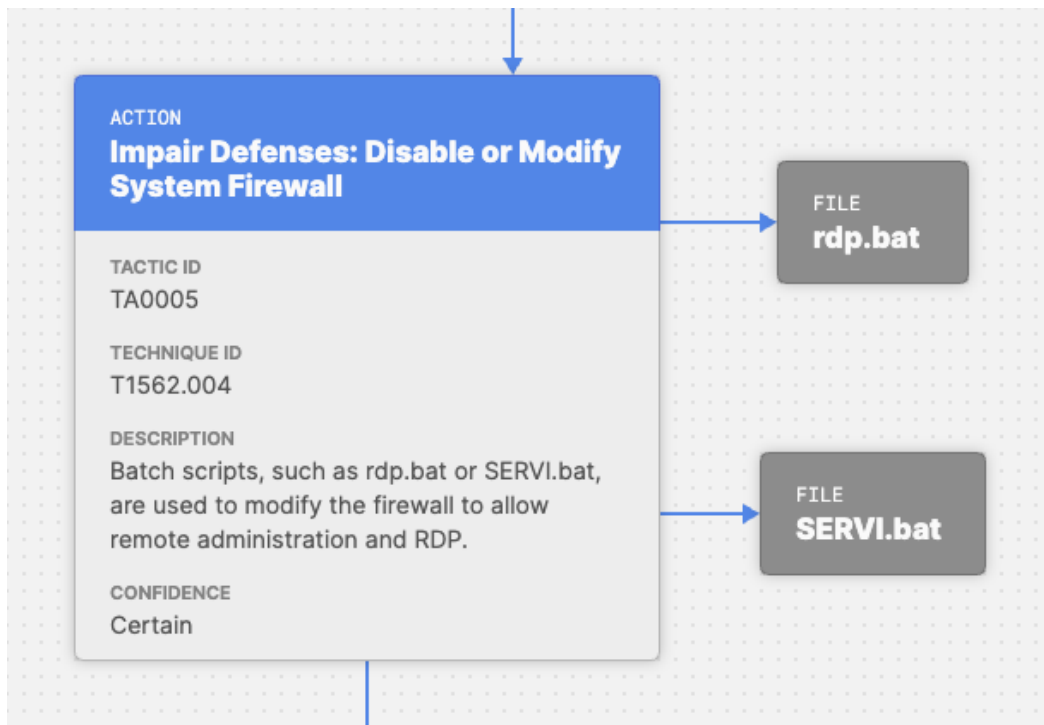 ACTION
Impair Defenses: Disable or Modify
System Firewall
TACTIC ID
TA0005
TECHNIQUE ID
T1562.004
DESCRIPTION
Batch scripts, such as rdp.bat or SERVI.bat,
are used to modify the firewall to allow
remote administration and RDP.
CONFIDENCE
Certain
FILE
rdp.bat
FILE
SERVI.bat